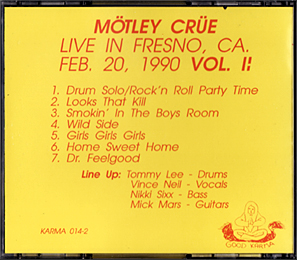 MÖTLEY CRÜE
LIVE IN FRESNO, CA.
FEB. 20, 1990 VOL. I!
1. Drum Solo/Rock'n Roll Party Time
2. Looks That Kill
3. Smokin' In The Boys Room
4. Wild Side
5. Girls Girls Girls
6. Home Sweet Home
7. Dr. Feelgood
Line Up: Tommy Lee - Drums
Vince Neil - Vocals
Nikki Sixx - Bass
Mick Mars - Guitars
KARMA 014-2
GOOD KARMA